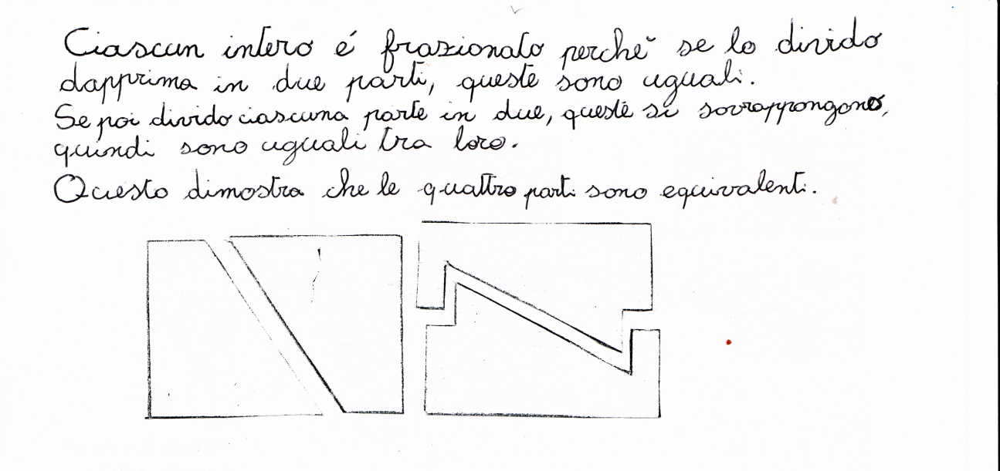 Ciascun intero é frazionato perchè se lo divido
dapprima in due parti, queste sono uguali.
Se poi divido ciascuna parte in due, queste si sovrappongono,
quindi sono uguali tra loro.
Questo dimostra che le quattro parti sono equivalenti.